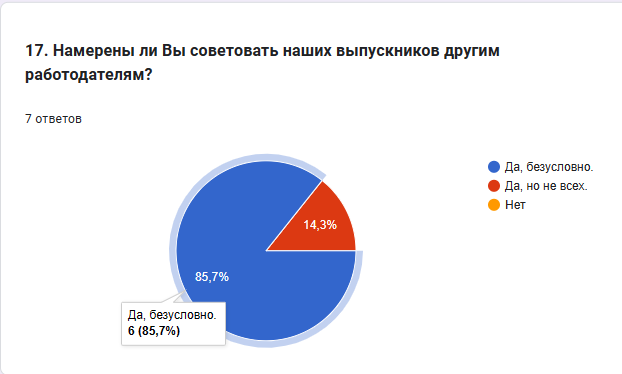 17. Намерены ли Вы советовать наших выпускников другим
работодателям?
7 ответов
Да, безусловно.
Да, но не всех.
Нет
14,3%
85,7%
Да, безусловно.
6 (85,7%)